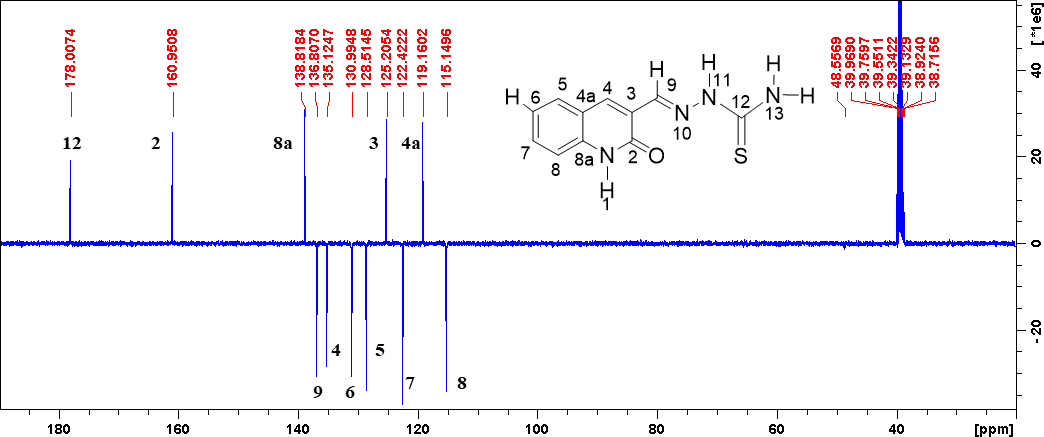 178.0074
160.9508
138.8184
136.8070
135.1247
130.9948
128.5145
125.2054
122.4222
119.1602
115.1496
48.5569
39.9690
39.7597
39.5511
39.3422
39.1329
38.9240
38.7156
[ *1e6]
40
20
0
-20
H
6
5
4a
4
3
H
9
N
10
H
11
N
12
S
H
N
13
H
7
8
8a
N
H
1
2
O
12
2
8a
3
4a
9
4
6
5
7
8
180
160
140
120
100
80
60
40
[ppm]